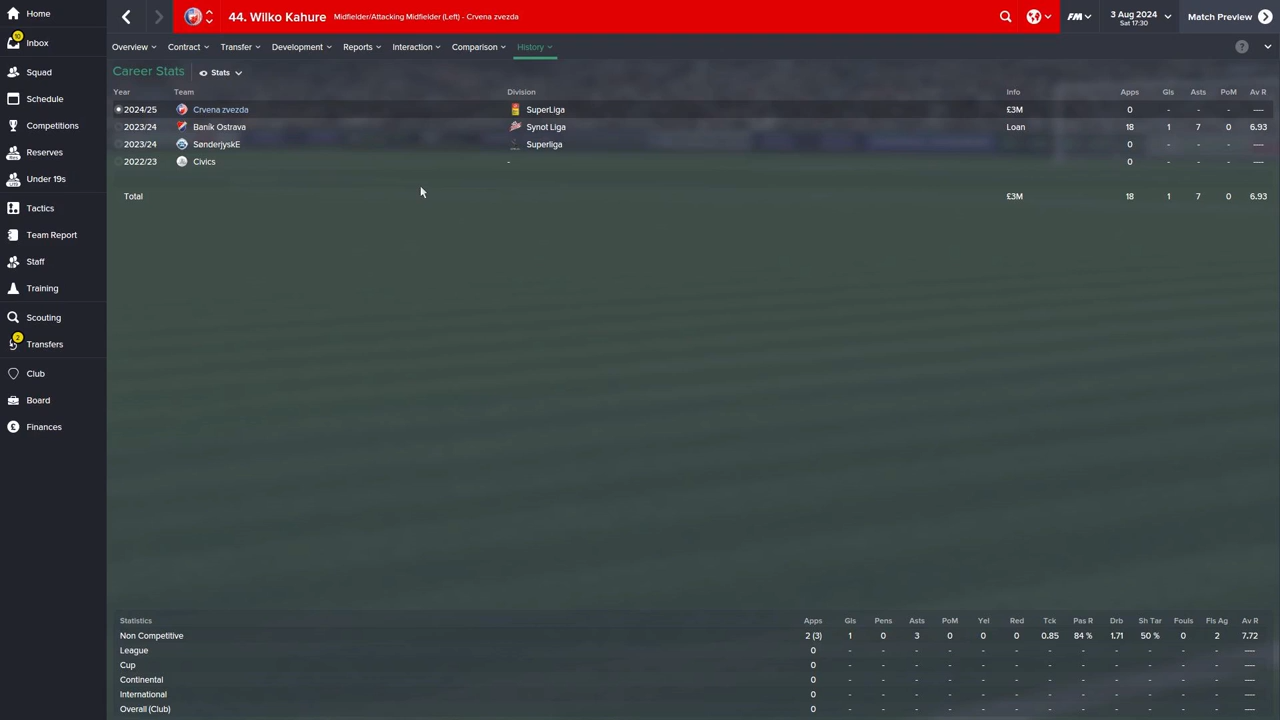 Home
44. Wilko Kahure Midfielder/Attacking Midfielder (Left) - Crvena zvezda FM 3 Aug 2024 Sat 17:30 Match Preview
10
Inbox
Overview Contract Transfer Development Reports Interaction Comparison History ?
Squad
Career Stats Stats
Schedule
Year Team Division Info Apps Gls Asts PoM Av R
2024/25 Crvena zvezda SuperLiga £3M 0 - - - ---
Competitions
2023/24 Baník Ostrava Synot Liga Loan 18 1 7 0 6.93
Reserves
2023/24 SønderjyskE Superliga 0 - - - ---
2022/23 Civics - 0 - - - ---
Under 19s
Total £3M 18 1 7 0 6.93
Tactics
Team Report
Staff
Training
Scouting
2
Transfers
Club
Board
Finances
Statistics Apps Gls Pens Asts PoM Yel Red Tck Pas R Drb Sh Tar Fouls Fls Ag Av R
Non Competitive 2 (3) 1 0 3 0 0 0 0.85 84 % 1.71 50 % 0 2 7.72
League 0 - - - - - - - - - - - - ---
Cup 0 - - - - - - - - - - - - ---
Continental 0 - - - - - - - - - - - - ---
International 0 - - - - - - - - - - - - ---
Overall (Club) 0 - - - - - - - - - - - - ---